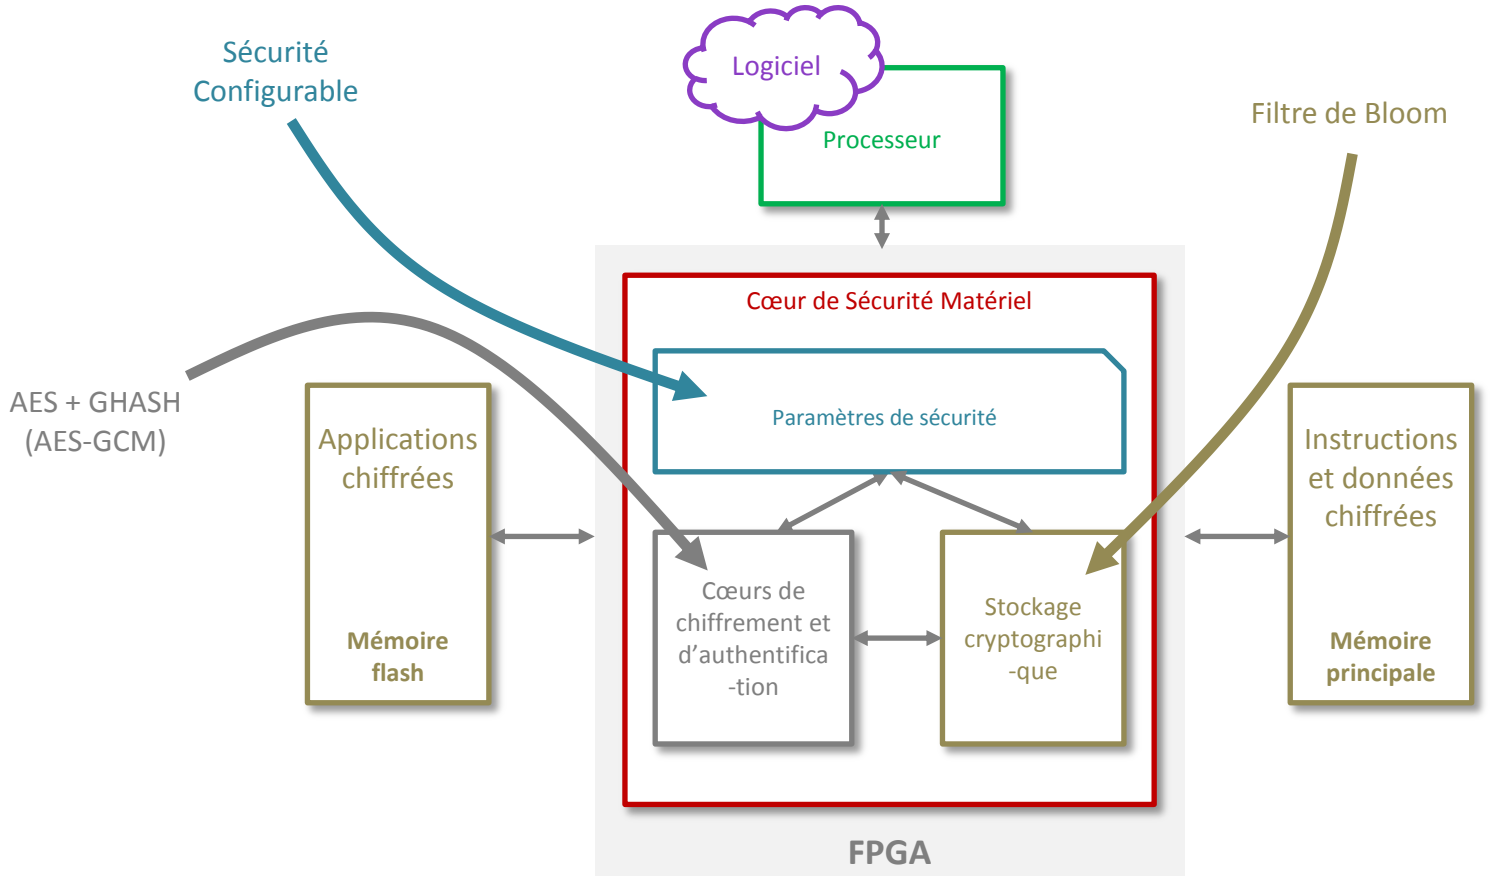 Sécurité
Configurable
Logiciel
Processeur
Filtre de Bloom
Cœur de Sécurité Matériel
Paramètres de sécurité
AES + GHASH
(AES-GCM)
Applications
chiffrées
Mémoire
flash
Cœurs de
chiffrement et
d’authentifica
-tion
Stockage
cryptographi
-que
Instructions
et données
chiffrées
Mémoire
principale
FPGA